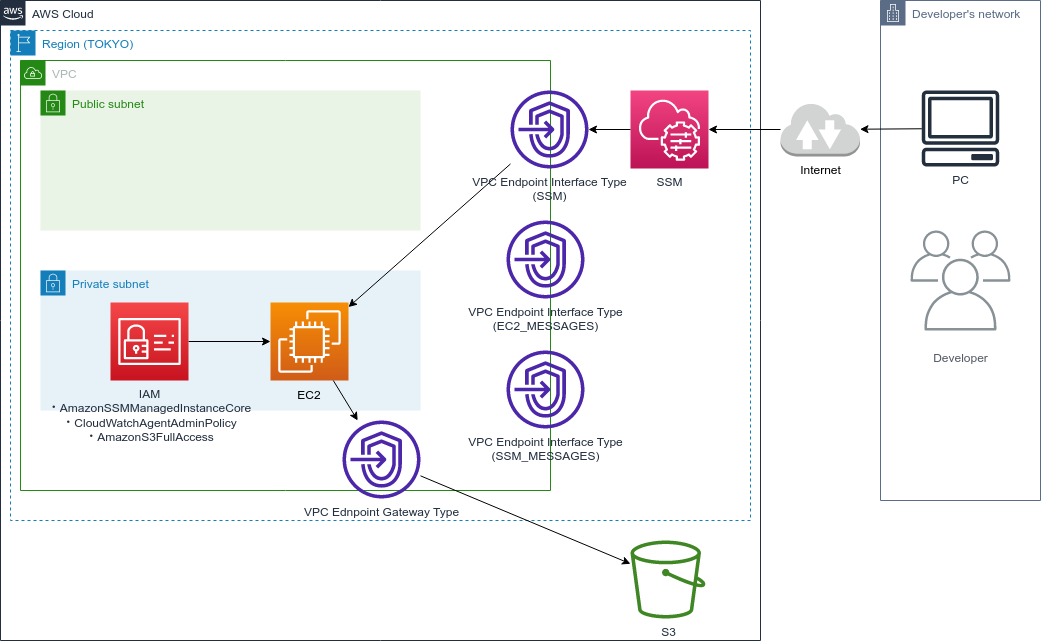 aws
AWS Cloud
Developer's network
Region (TOKYO)
VPC
Public subnet
VPC Endpoint Interface Type
(SSM)
SSM
Internet
PC
Private subnet
VPC Endpoint Interface Type
(EC2_MESSAGES)
Developer
IAM
・AmazonSSMManagedInstanceCore
・CloudWatchAgentAdminPolicy
・AmazonS3FullAccess
EC2
VPC Endpoint Interface Type
(SSM_MESSAGES)
VPC Ednpoint Gateway Type
S3